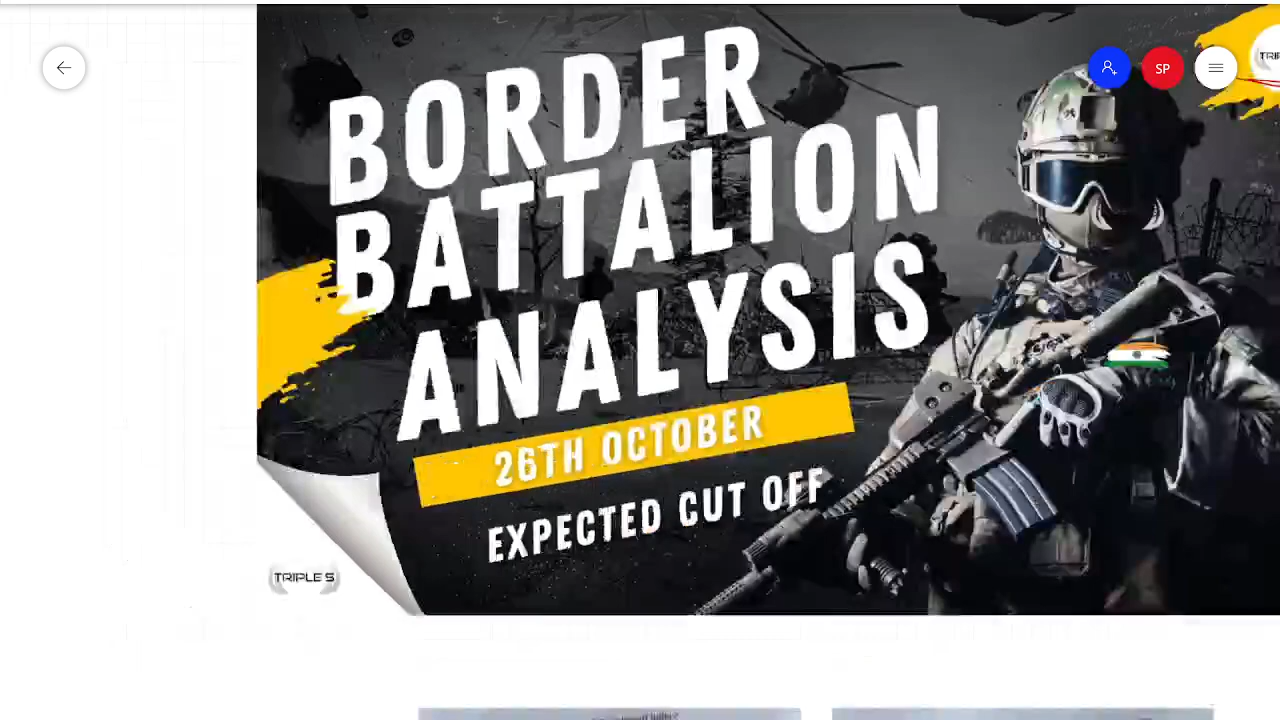 SP
BORDER
BATTALION
ANALYSIS
26TH OCTOBER
EXPECTED CUT OFF
TRIPLE S